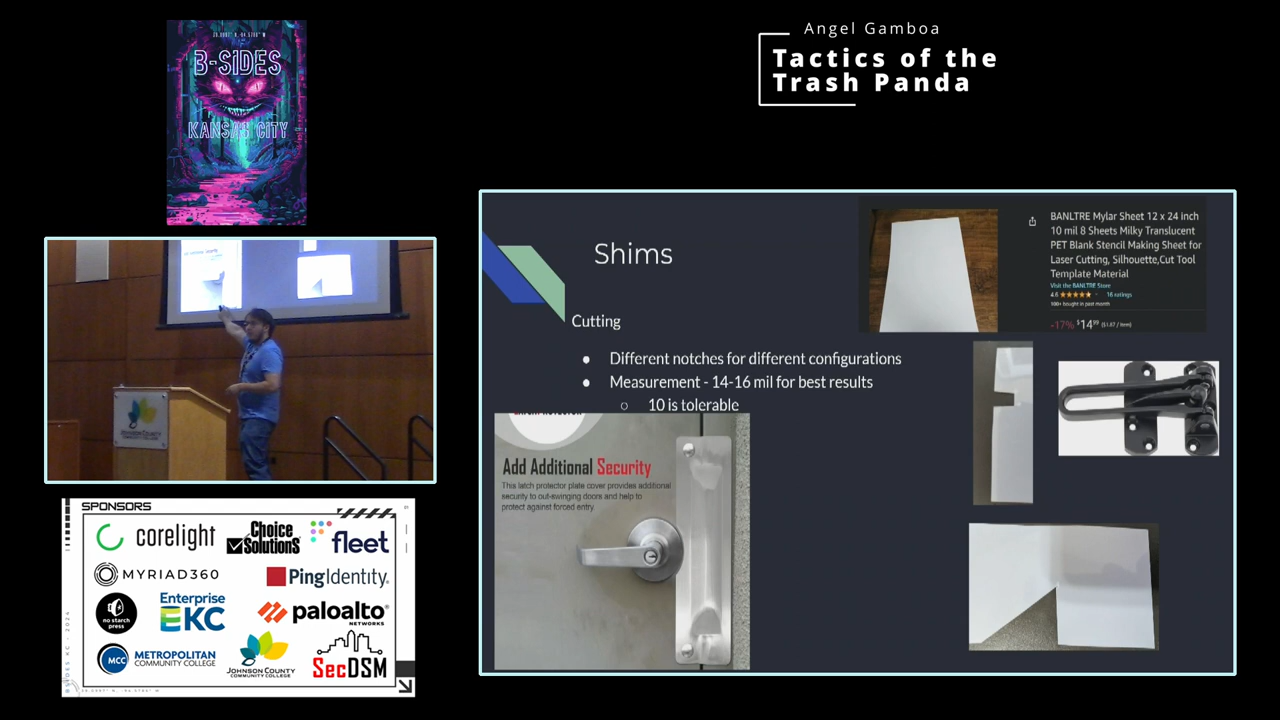 Angel Gamboa
Tactics of the
Trash Panda
B-SIDES
KANSAS CITY
JOHNSON COUNTY
COMMUNITY COLLEGE
SPONSORS
corelight
Choice
Solutions
fleet
MYRIAD360
PingIdentity
no starch
press
Enterprise
KC
paloalto
NETWORKS
MCC
METROPOLITAN
COMMUNITY COLLEGE
JOHNSON COUNTY
COMMUNITY COLLEGE
SecDSM
Shims
Cutting
● Different notches for different configurations
● Measurement - 14-16 mil for best results
○ 10 is tolerable
BANLTRE Mylar Sheet 12 x 24 inch
10 mil 8 Sheets Milky Translucent
PET Blank Stencil Making Sheet for
Laser Cutting, Silhouette,Cut Tool
Template Material
Visit the BANLTRE Store
4.6 16 ratings
100+ bought in past month
-17% $14.99 ($1.87 / Item)
Add Additional Security
This latch protector plate cover provides additional
security to out-swinging doors and help to
protect against forced entry